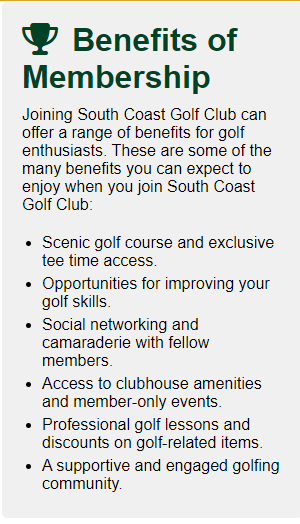 Benefits of
Membership
Joining South Coast Golf Club can
offer a range of benefits for golf
enthusiasts. These are some of the
many benefits you can expect to
enjoy when you join South Coast
Golf Club:
• Scenic golf course and exclusive
tee time access.
• Opportunities for improving your
golf skills.
• Social networking and
camaraderie with fellow
members.
• Access to clubhouse amenities
and member-only events.
• Professional golf lessons and
discounts on golf-related items.
• A supportive and engaged golfing
community.